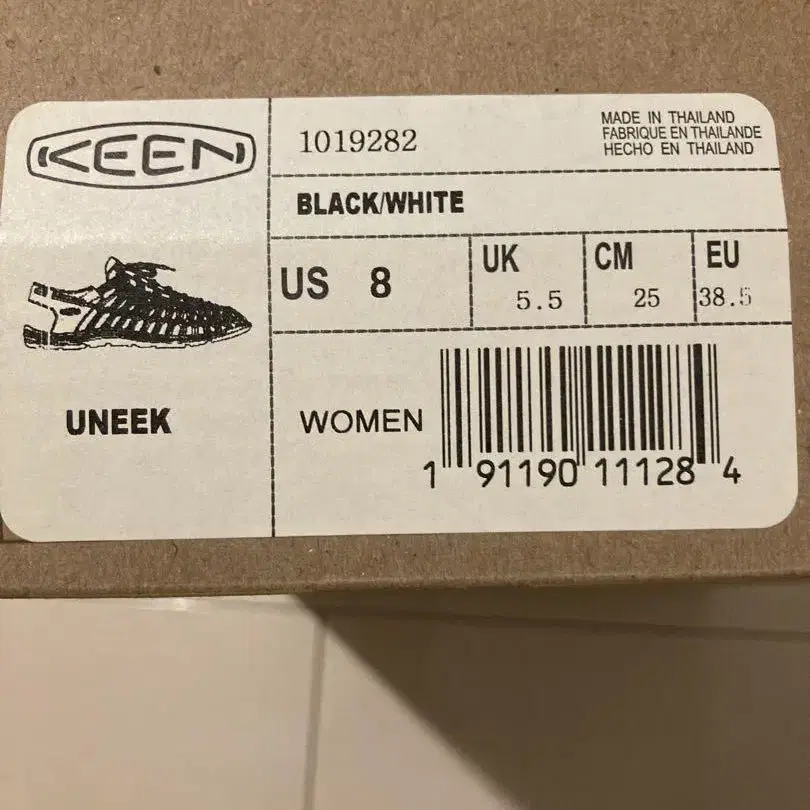 KEEN
1019282
MADE IN THAILAND
FABRIQUE EN THAILANDE
HECHO EN THAILAND
BLACK/WHITE
US 8
UK 5.5
CM 25
EU 38.5
UNEEK
WOMEN
1 91190 11128 4